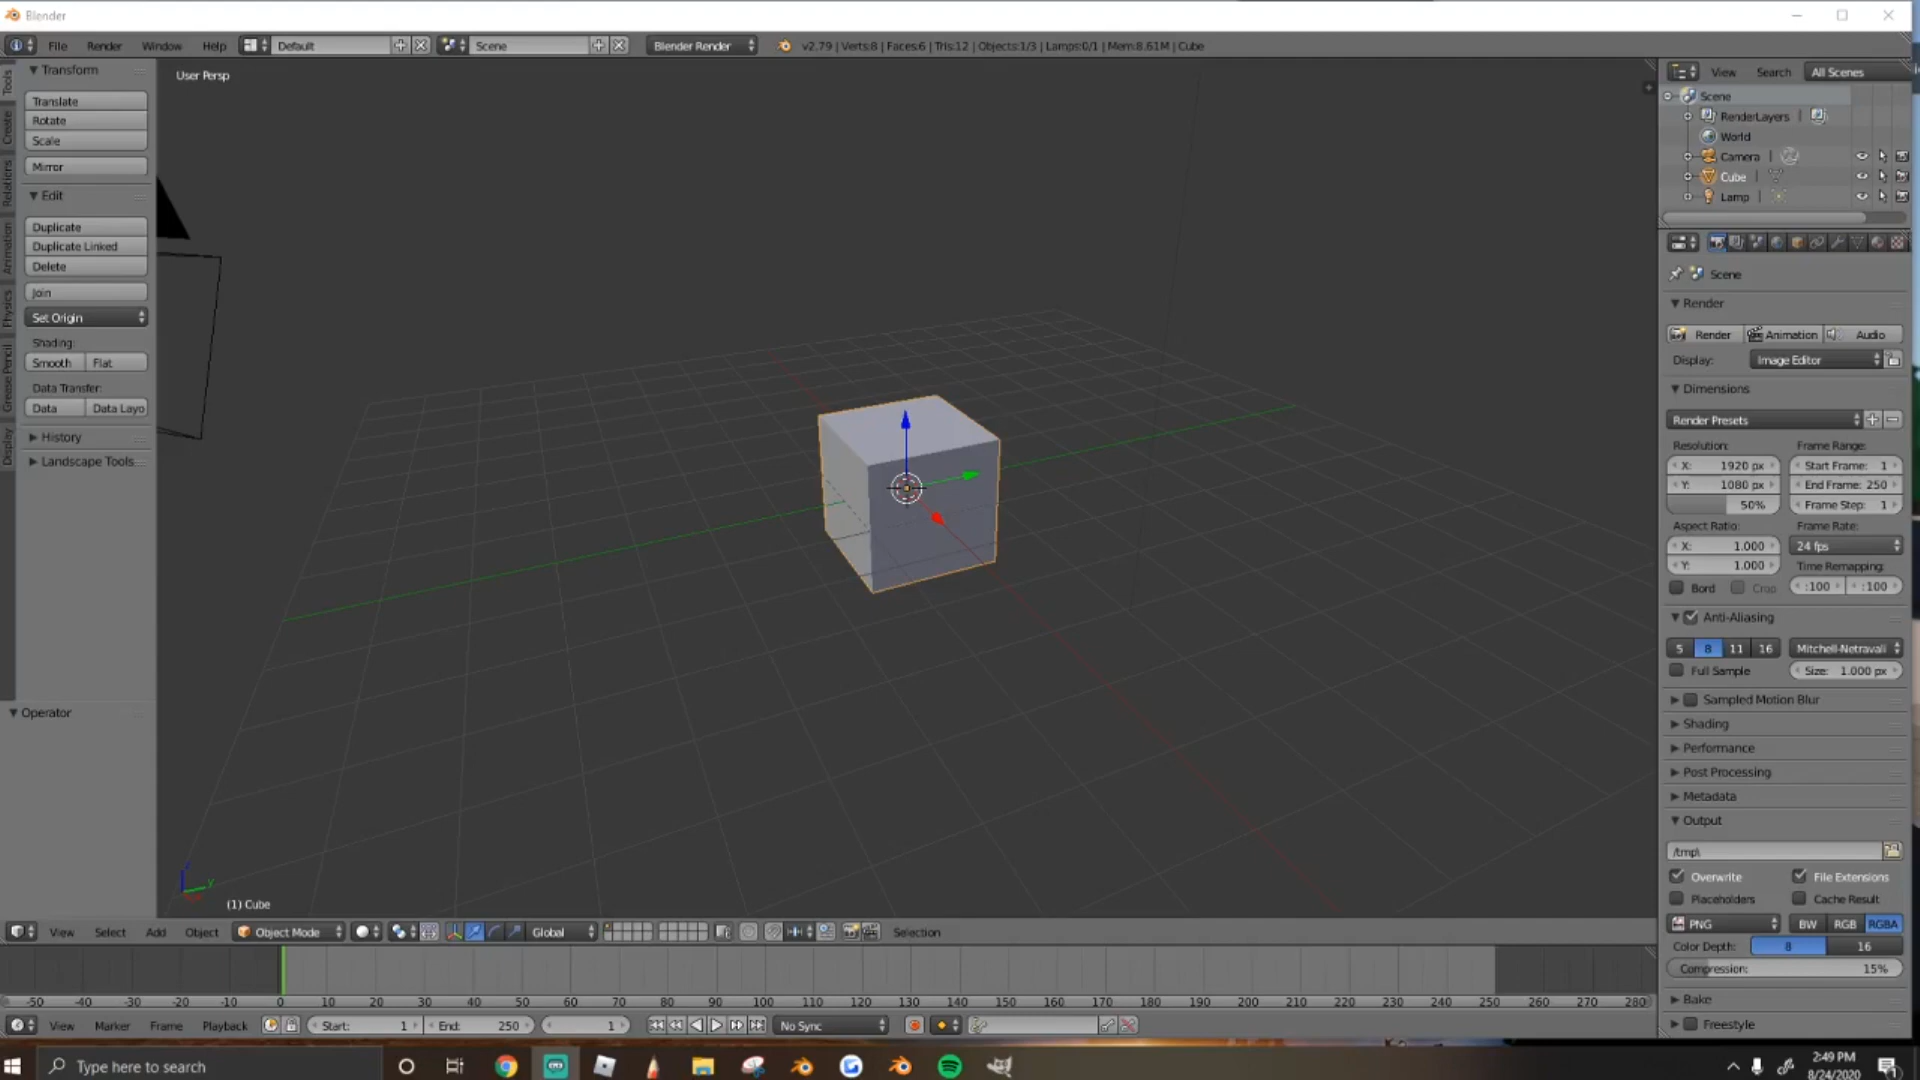 Blender
File Render Window Help Default Scene Blender Render v2.79 | Verts:8 | Faces:6 | Tris:12 | Objects:1/3 | Lamps:0/1 | Mem:8.61M | Cube
Tools
Create
Relations
Animation
Physics
Grease Pencil
Display
Transform
Translate
Rotate
Scale
Mirror
Edit
Duplicate
Duplicate Linked
Delete
Join
Set Origin
Shading:
Smooth Flat
Data Transfer:
Data Data Layo
History
Landscape Tools
Operator
User Persp
(1) Cube
View Search All Scenes
Scene
RenderLayers |
World
Camera |
Cube |
Lamp |
Scene
Render
Render Animation Audio
Display: Image Editor
Dimensions
Render Presets
Resolution: Frame Range:
X: 1920 px Start Frame: 1
Y: 1080 px End Frame: 250
50% Frame Step: 1
Aspect Ratio: Frame Rate:
X: 1.000 24 fps
Y: 1.000 Time Remapping:
Bord Crop :100 :100
Anti-Aliasing
5 8 11 16 Mitchell-Netravali
Full Sample Size: 1.000 px
Sampled Motion Blur
Shading
Performance
Post Processing
Metadata
Output
/tmp\
Overwrite File Extensions
Placeholders Cache Result
PNG BW RGB RGBA
Color Depth: 8 16
Compression: 15%
Bake
Freestyle
View Select Add Object Object Mode Global Selection
-50 -40 -30 -20 -10 0 10 20 30 40 50 60 70 80 90 100 110 120 130 140 150 160 170 180 190 200 210 220 230 240 250 260 270 280
View Marker Frame Playback Start: 1 End: 250 1 No Sync
Type here to search
2:49 PM
8/24/2020